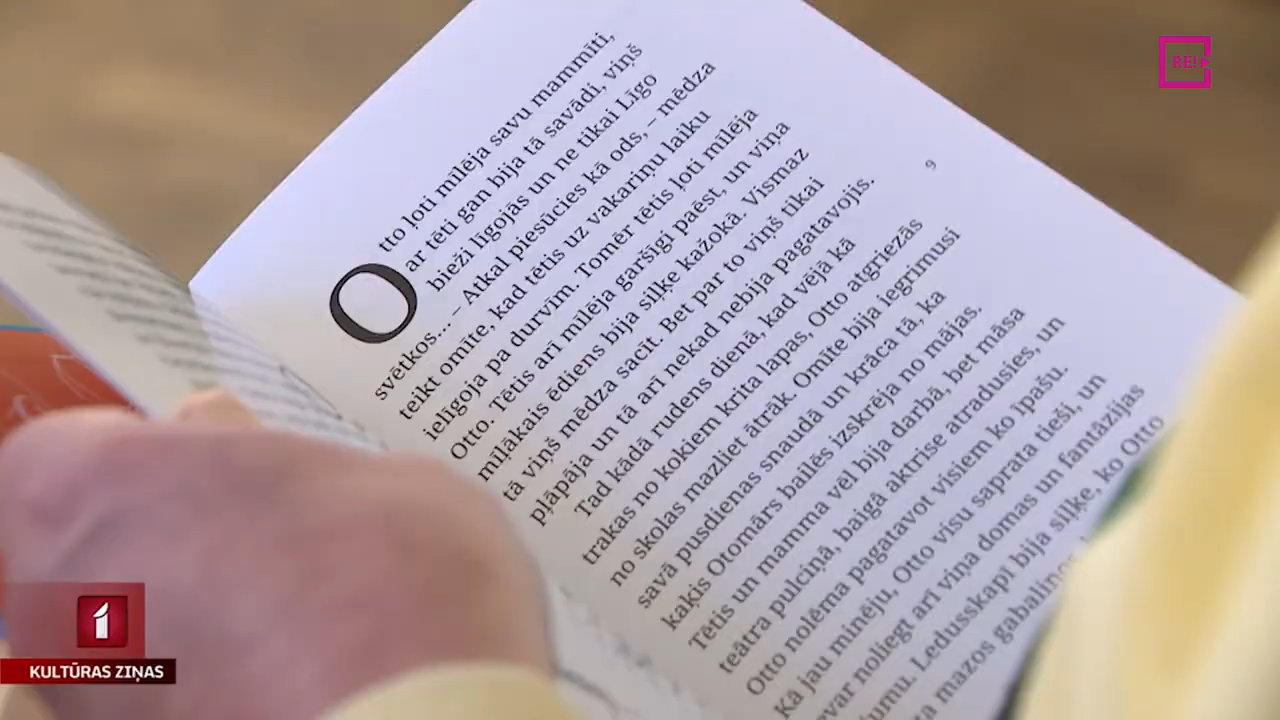 RE:C
Otto ļoti mīlēja savu mammīti,
ar tēti gan bija tā savādi, viņš
bieži līgojās un ne tikai Līgo
svētkos... – Atkal piesūcies kā ods, – mēdza
teikt omīte, kad tētis uz vakariņu laiku
ielīgoja pa durvīm. Tomēr tētis ļoti mīlēja
Otto. Tētis arī mīlēja garšīgi paēst, un viņa
mīļākais ēdiens bija siļķe kažokā. Vismaz
tā viņš mēdza sacīt. Bet par to viņš tikai
pļāpāja un tā arī nekad nebija pagatavojis.
Tad kādā rudens dienā, kad vējā kā
trakas no kokiem krita lapas, Otto atgriezās
no skolas mazliet ātrāk. Omīte bija iegrimusi
savā pusdienas snaudā un krāca tā, ka
kaķis Otomārs bailēs izskrēja no mājas.
Tētis un mamma vēl bija darbā, bet māsa
teātra pulciņā, baigā aktrise atradusies, un
Otto nolēma pagatavot visiem ko īpašu.
Kā jau minēju, Otto visu saprata tieši, un
nevar noliegt arī viņa domas un fantāzijas
Ledusskapī bija siļķe, ko Otto
mazos gabaliņos
9
1
KULTŪRAS ZIŅAS